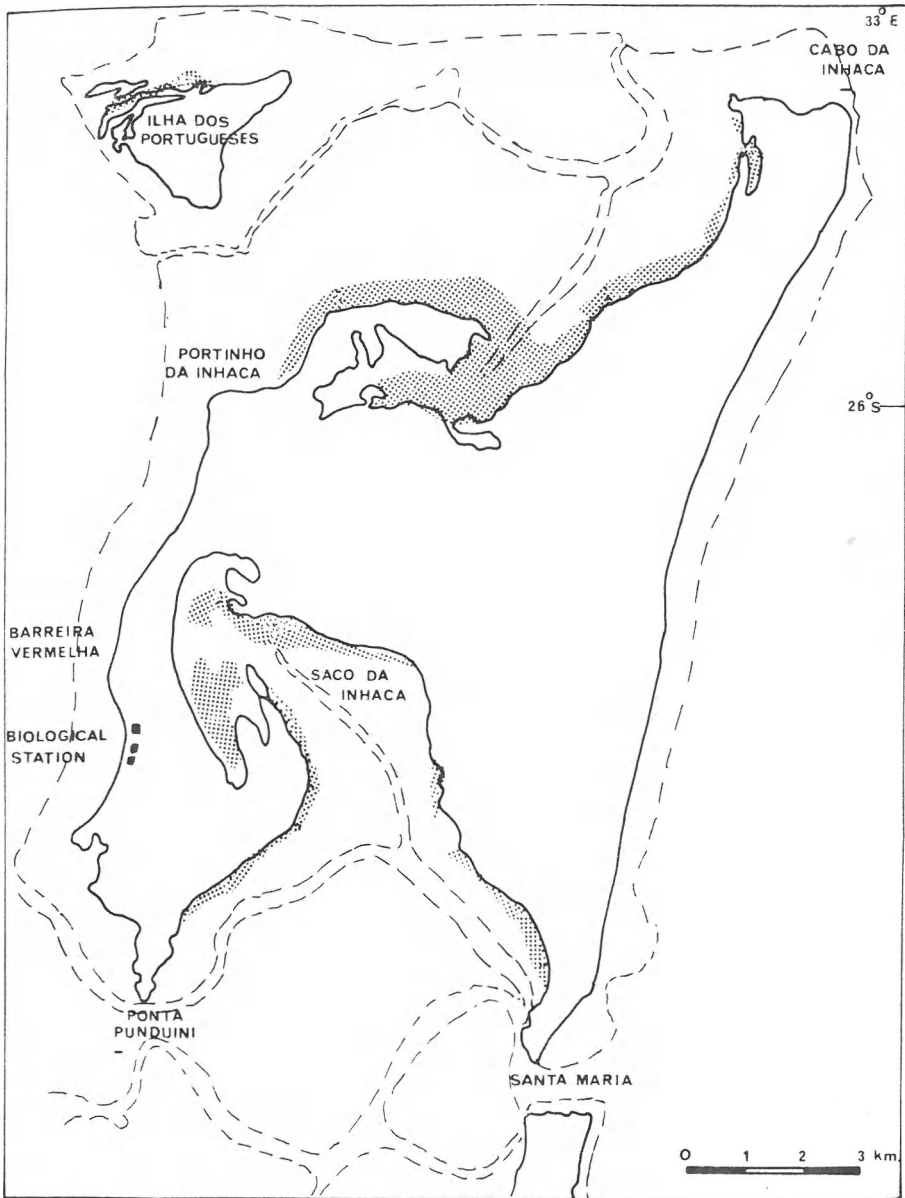 33° E
CABO DA
INHACA
ILHA DOS
PORTUGUESES
PORTINHO
DA INHACA
26°S
BARREIRA
VERMELHA
SACO DA
INHACA
BIOLOGICAL
STATION
PONTA
PUNDUINI
SANTA MARIA
0 1 2 3 km.